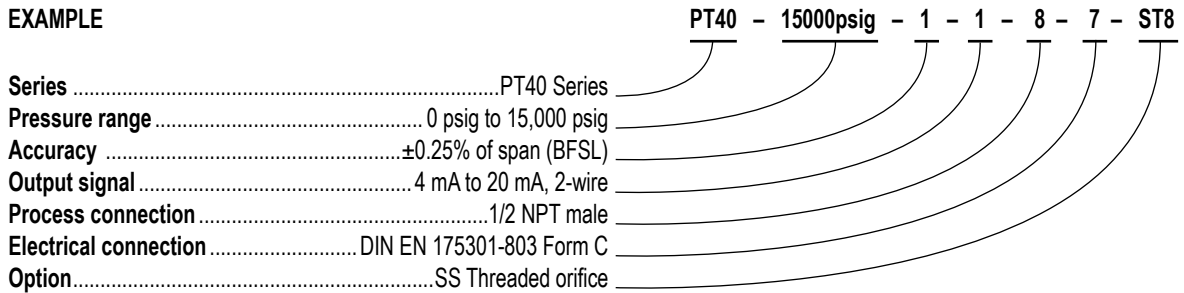 EXAMPLE PT40 – 15000psig – 1 – 1 – 8 – 7 – ST8
Series ........................................................................PT40 Series
Pressure range ............................................. 0 psig to 15,000 psig
Accuracy ..................................................±0.25% of span (BFSL)
Output signal .............................................. 4 mA to 20 mA, 2-wire
Process connection .................................................1/2 NPT male
Electrical connection ......................... DIN EN 175301-803 Form C
Option .............................................................SS Threaded orifice